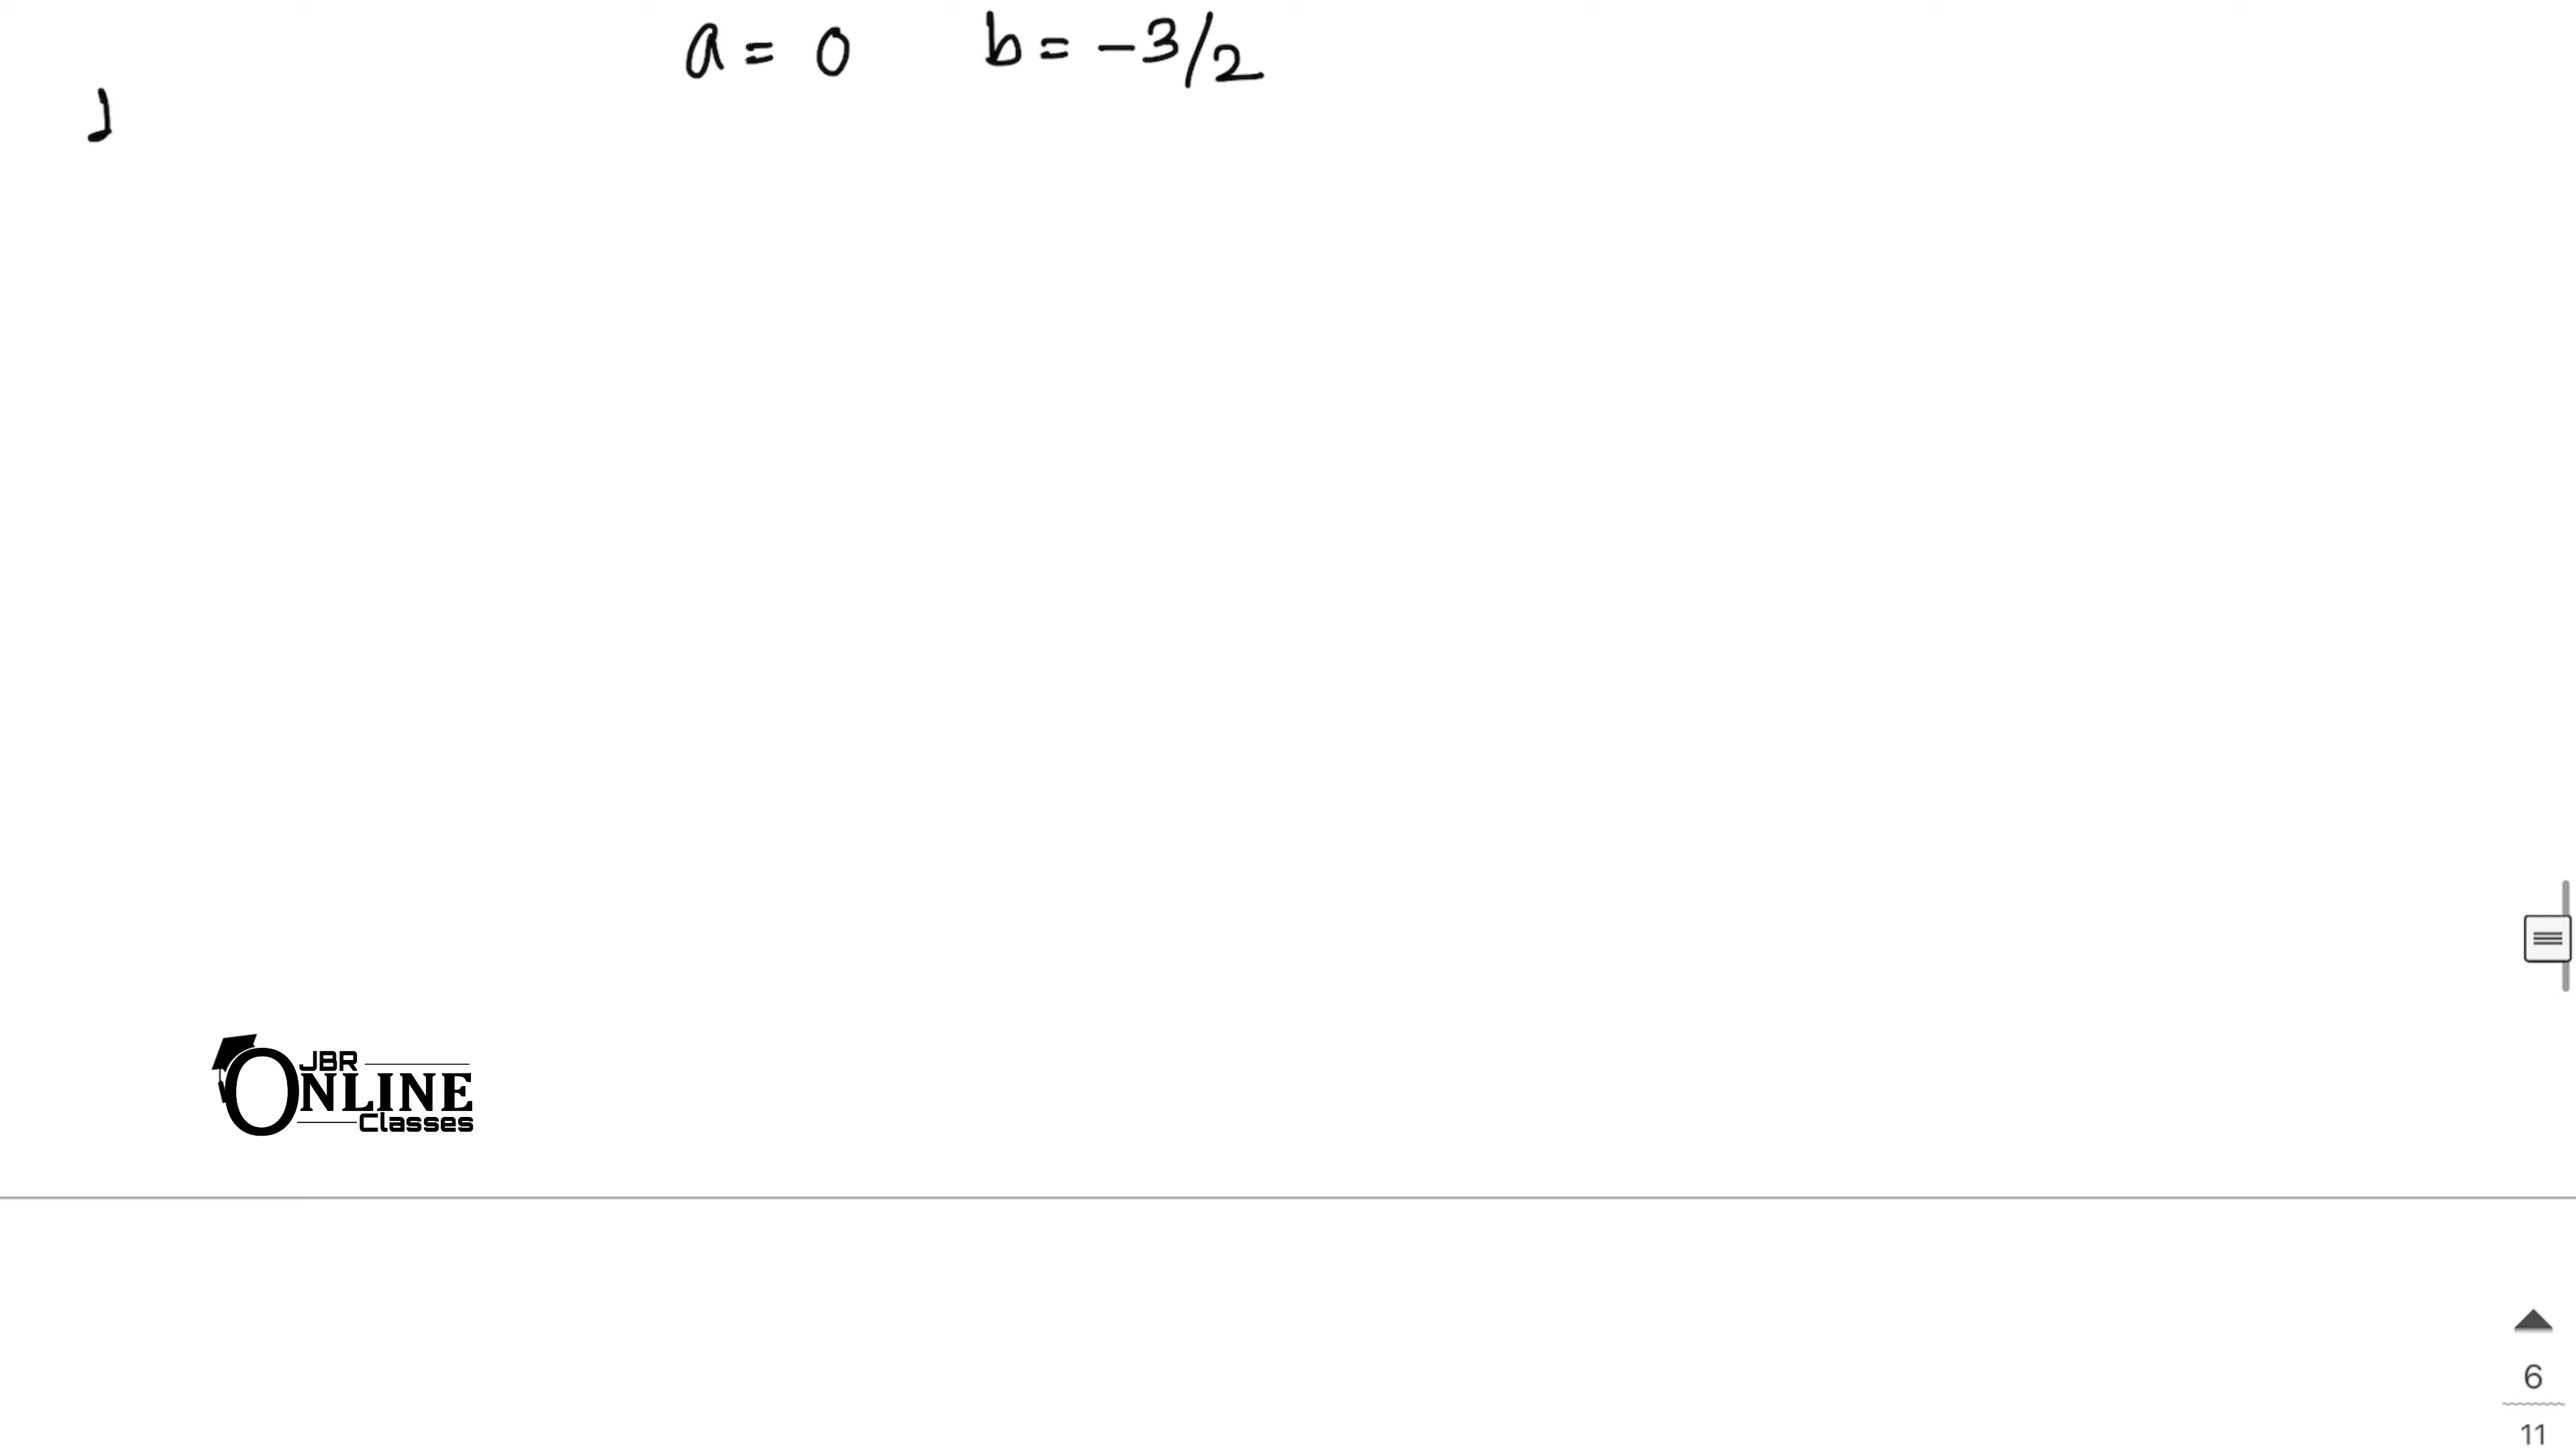 a = 0 b = -3/2
JBR
ONLINE
Classes
6
11